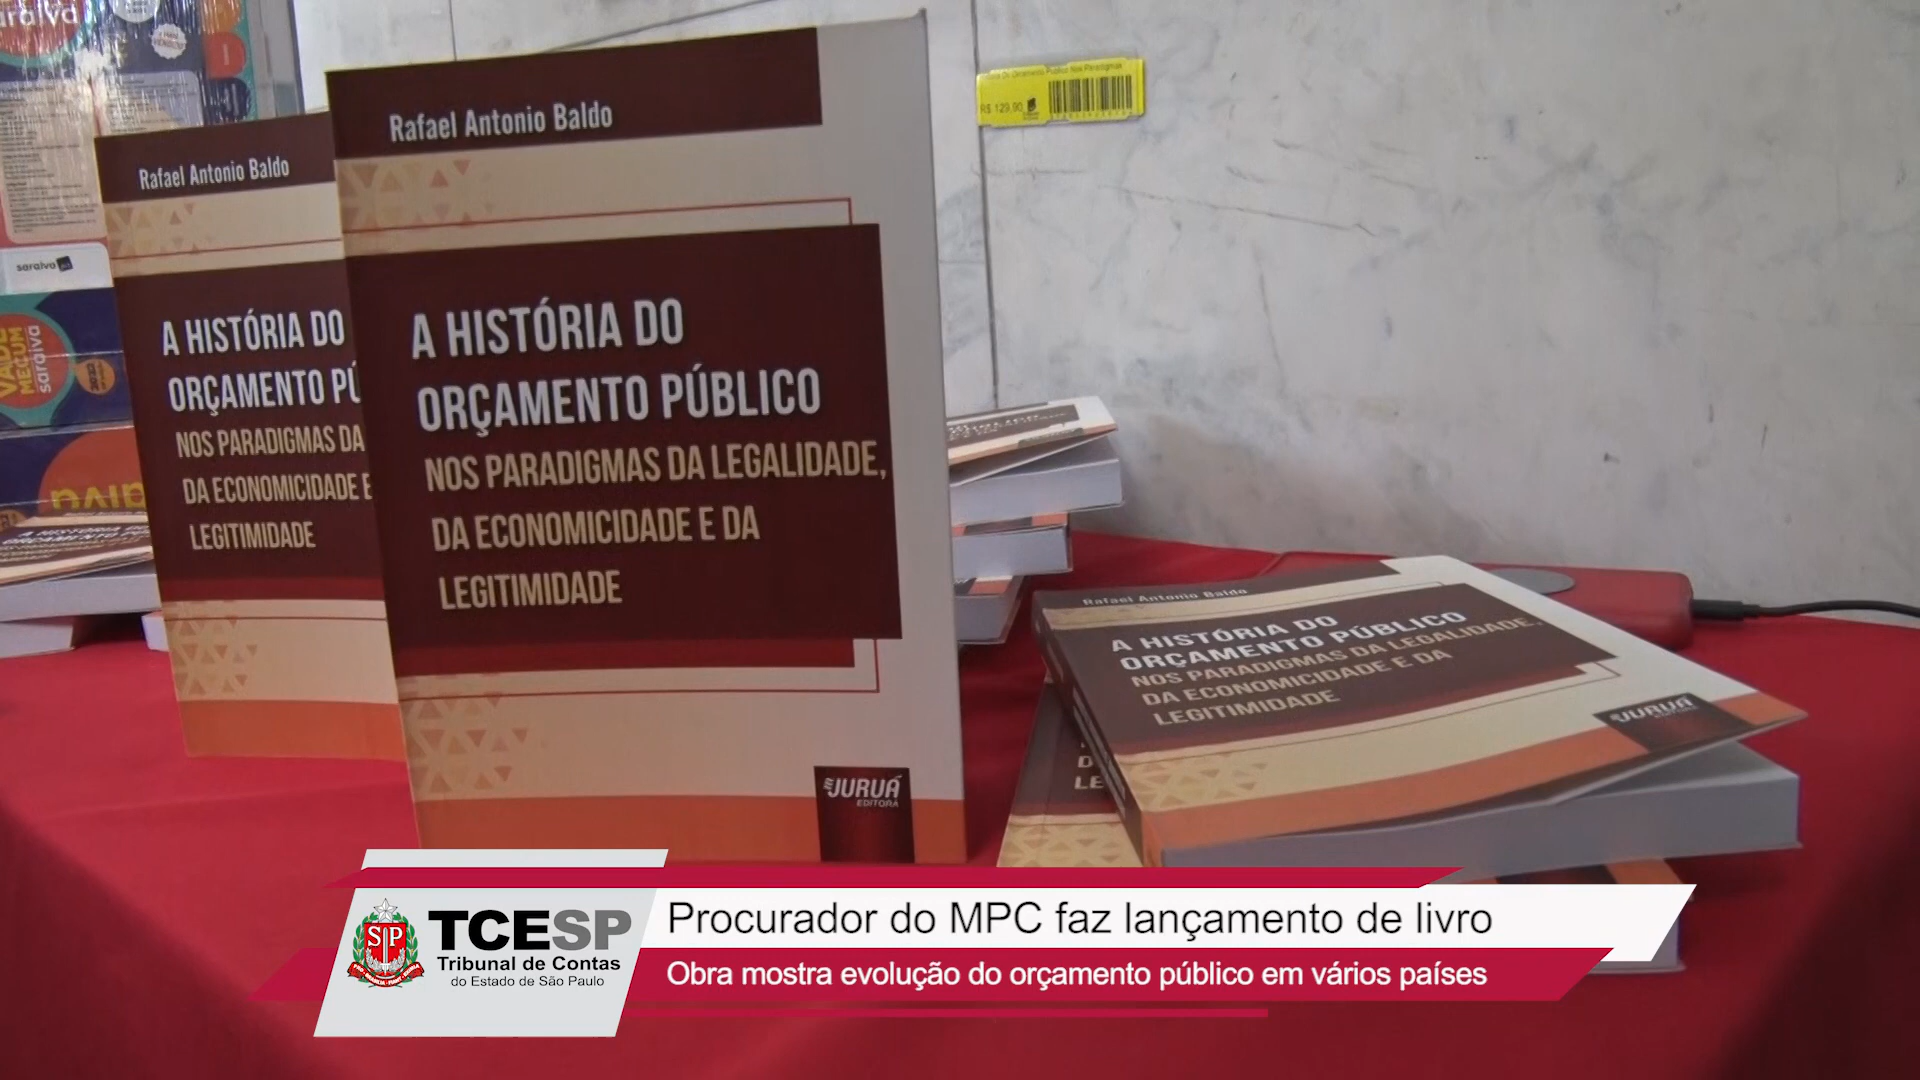 saraiva
Rafael Antonio Baldo
A HISTÓRIA DO
ORÇAMENTO PÚBLICO
NOS PARADIGMAS DA LEGALIDADE,
DA ECONOMICIDADE E DA
LEGITIMIDADE
JURUÁ
EDITORA
Rafael Antonio Baldo
A HISTÓRIA DO
ORÇAMENTO PÚ
NOS PARADIGMAS DA
DA ECONOMICIDADE E
LEGITIMIDADE
saraiva
VADE
MECUM
saraiva
R$ 129,90
Rafael Antonio Baldo
A HISTÓRIA DO
ORÇAMENTO PÚBLICO
NOS PARADIGMAS DA LEGALIDADE,
DA ECONOMICIDADE E DA
LEGITIMIDADE
JURUÁ
EDITORA
SP
TCESP
Tribunal de Contas
do Estado de São Paulo
Procurador do MPC faz lançamento de livro
Obra mostra evolução do orçamento público em vários países